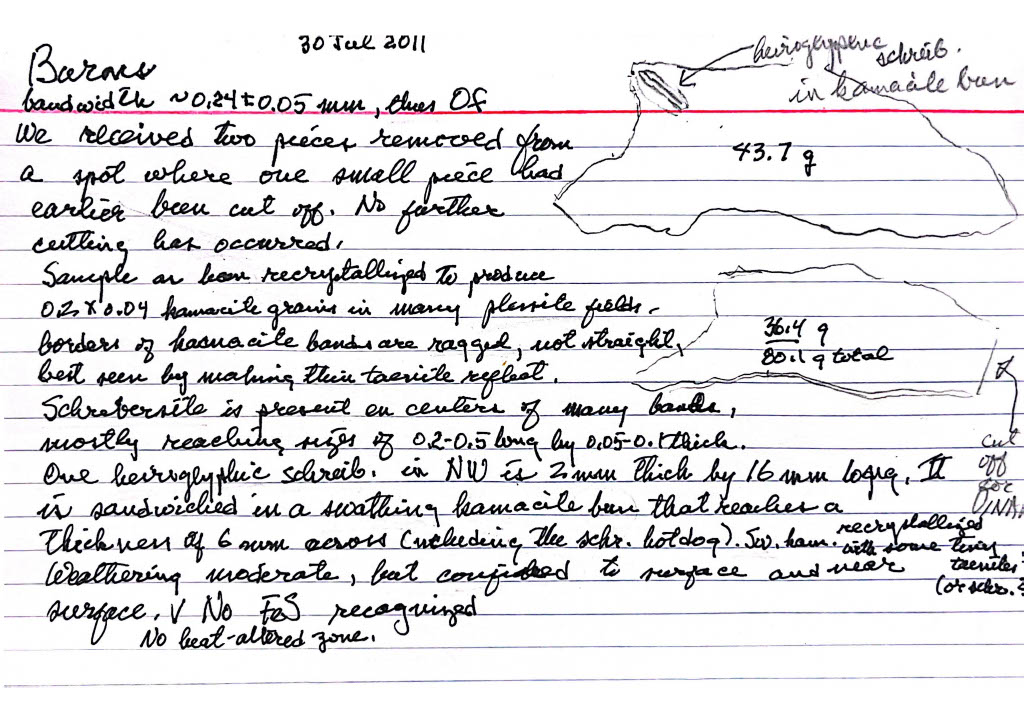 30 Jul 2011
Burns
bandwidth ~0.24±0.05 mm, thus Of
We received two pieces removed from
a spot where one small piece had
earlier been cut off. No further
cutting has occurred.
Sample as been recrystallized to produce
0.2 x 0.04 kamacite grains in many plessite fields.
borders of kamacite bands are ragged, not straight,
best seen by making thin taenite reflect.
Schrebersite is present en centers of many bands,
mostly reaching sizes of 0.2-0.5 long by 0.05-0.1 thick.
One heiroglyphic schreib. in NW is 2 mm thick by 16 mm long. It
is sandwiched in a swathing kamacite bun that reaches a
thickness of 6 mm across (including the schr. hotdog). Sw. kam. recrystallized with some tiny taenites (or schr.?
Weathering moderate, but confined to surface and near
surface. V No FeS recognized
No heat-altered zone.
heiroglyphic schreib.
in kamacite bun
43.7 g
36.4 g
80.1 g total
cut
off
for
INAA